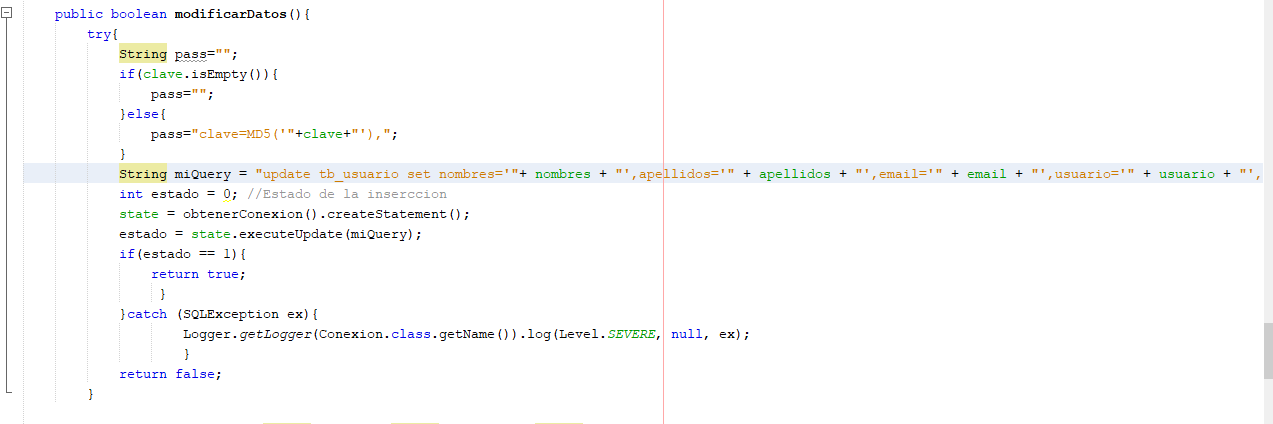 public boolean modificarDatos(){
try{
String pass="";
if(clave.isEmpty()){
pass="";
}else{
pass="clave=MD5('"+clave+"'),";
}
String miQuery = "update tb_usuario set nombres='"+ nombres + "',apellidos='" + apellidos + "',email='" + email + "',usuario='" + usuario + "',
int estado = 0; //Estado de la inserccion
state = obtenerConexion().createStatement();
estado = state.executeUpdate(miQuery);
if(estado == 1){
return true;
}
}catch (SQLException ex){
Logger.getLogger(Conexion.class.getName()).log(Level.SEVERE, null, ex);
}
return false;
}